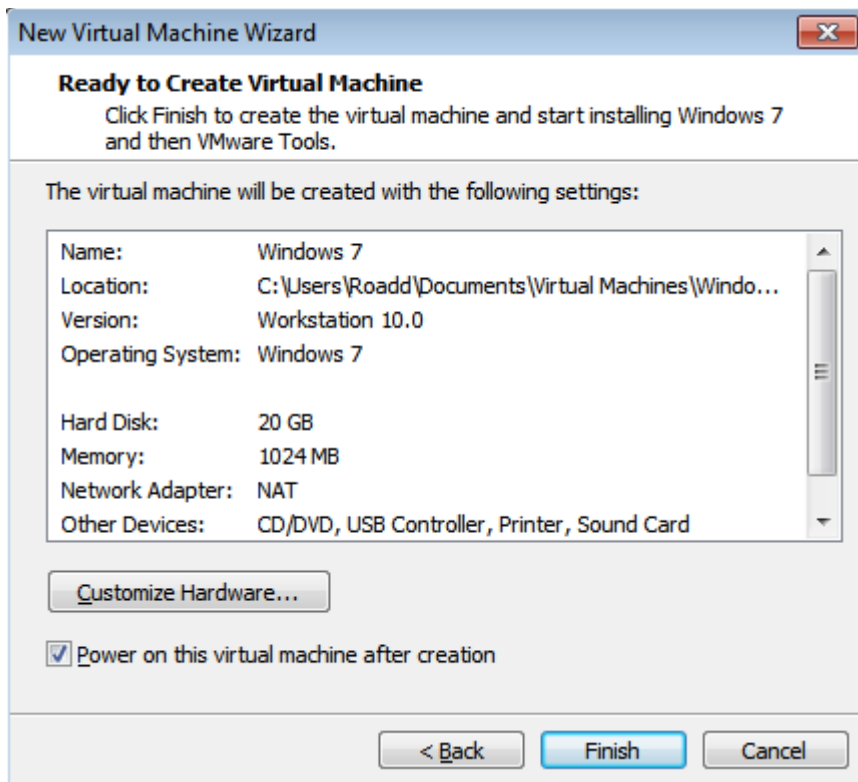 New Virtual Machine Wizard
Ready to Create Virtual Machine
Click Finish to create the virtual machine and start installing Windows 7
and then VMware Tools.
The virtual machine will be created with the following settings:
Name: Windows 7
Location: C:\Users\Roadd\Documents\Virtual Machines\Windo...
Version: Workstation 10.0
Operating System: Windows 7
Hard Disk: 20 GB
Memory: 1024 MB
Network Adapter: NAT
Other Devices: CD/DVD, USB Controller, Printer, Sound Card
Customize Hardware...
Power on this virtual machine after creation
< Back Finish Cancel